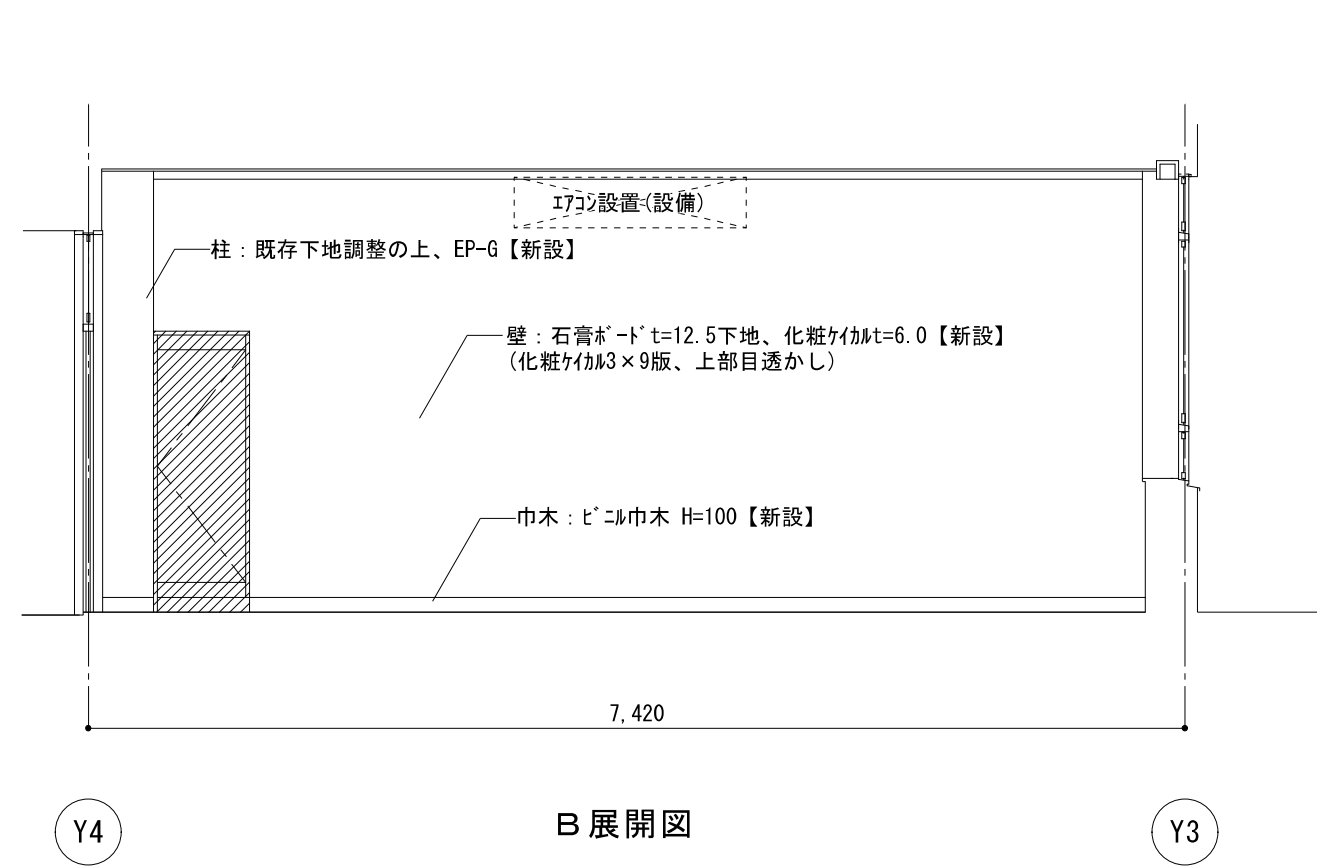 ｴｱｺﾝ設置(設備)
柱：既存下地調整の上、EP-G【新設】
壁：石膏ﾎﾞｰﾄﾞt=12.5下地、化粧ｹｲｶﾙt=6.0【新設】
(化粧ｹｲｶﾙ3×9版、上部目透かし)
巾木：ﾋﾞﾆﾙ巾木 H=100【新設】
7,420
Y4
Ｂ展開図
Y3